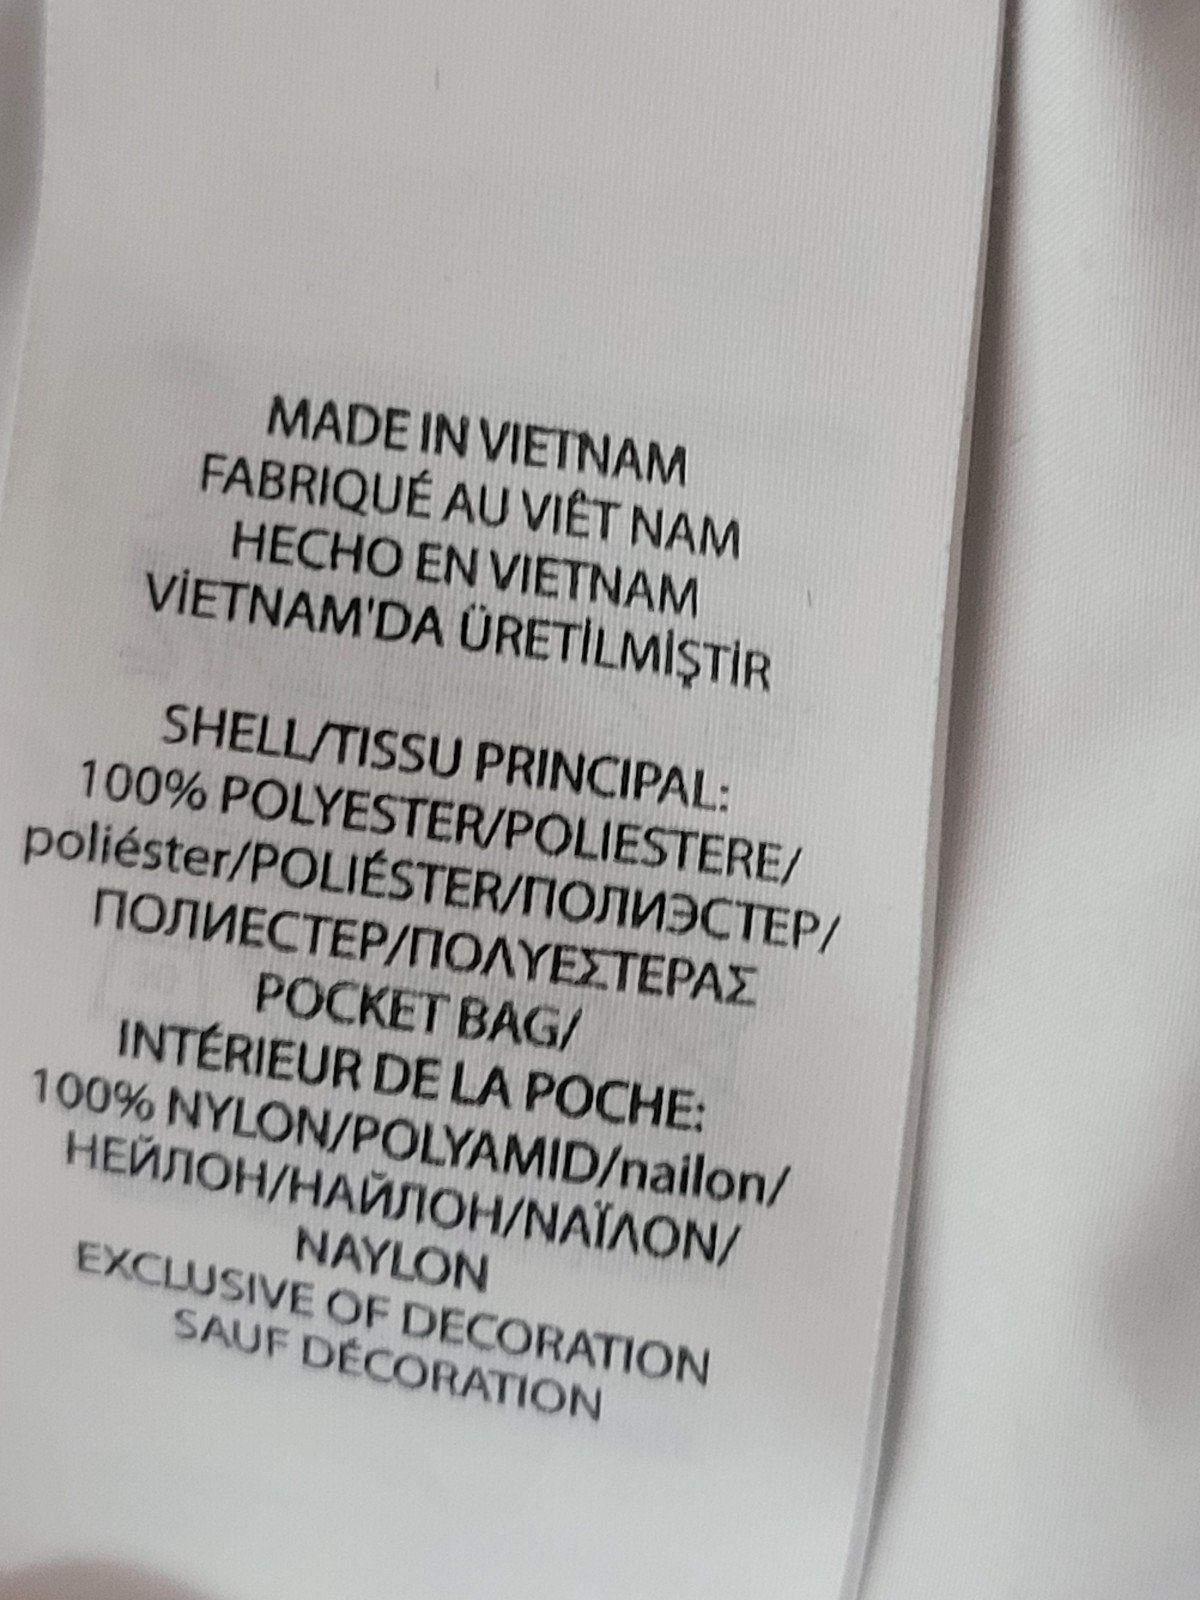 MADE IN VIETNAM
FABRIQUÉ AU VIÊT NAM
HECHO EN VIETNAM
VİETNAM'DA ÜRETİLMİŞTİR
SHELL/TISSU PRINCIPAL:
100% POLYESTER/POLIESTERE/
poliéster/POLIÉSTER/ПОЛИЭСТЕР/
ПОЛИЕСТЕР/ΠΟΛΥΕΣΤΕΡΑΣ
POCKET BAG/
INTÉRIEUR DE LA POCHE:
100% NYLON/POLYAMID/nailon/
НЕЙЛОН/НАЙЛОН/ΝΑΪΛΟΝ/
NAYLON
EXCLUSIVE OF DECORATION
SAUF DÉCORATION